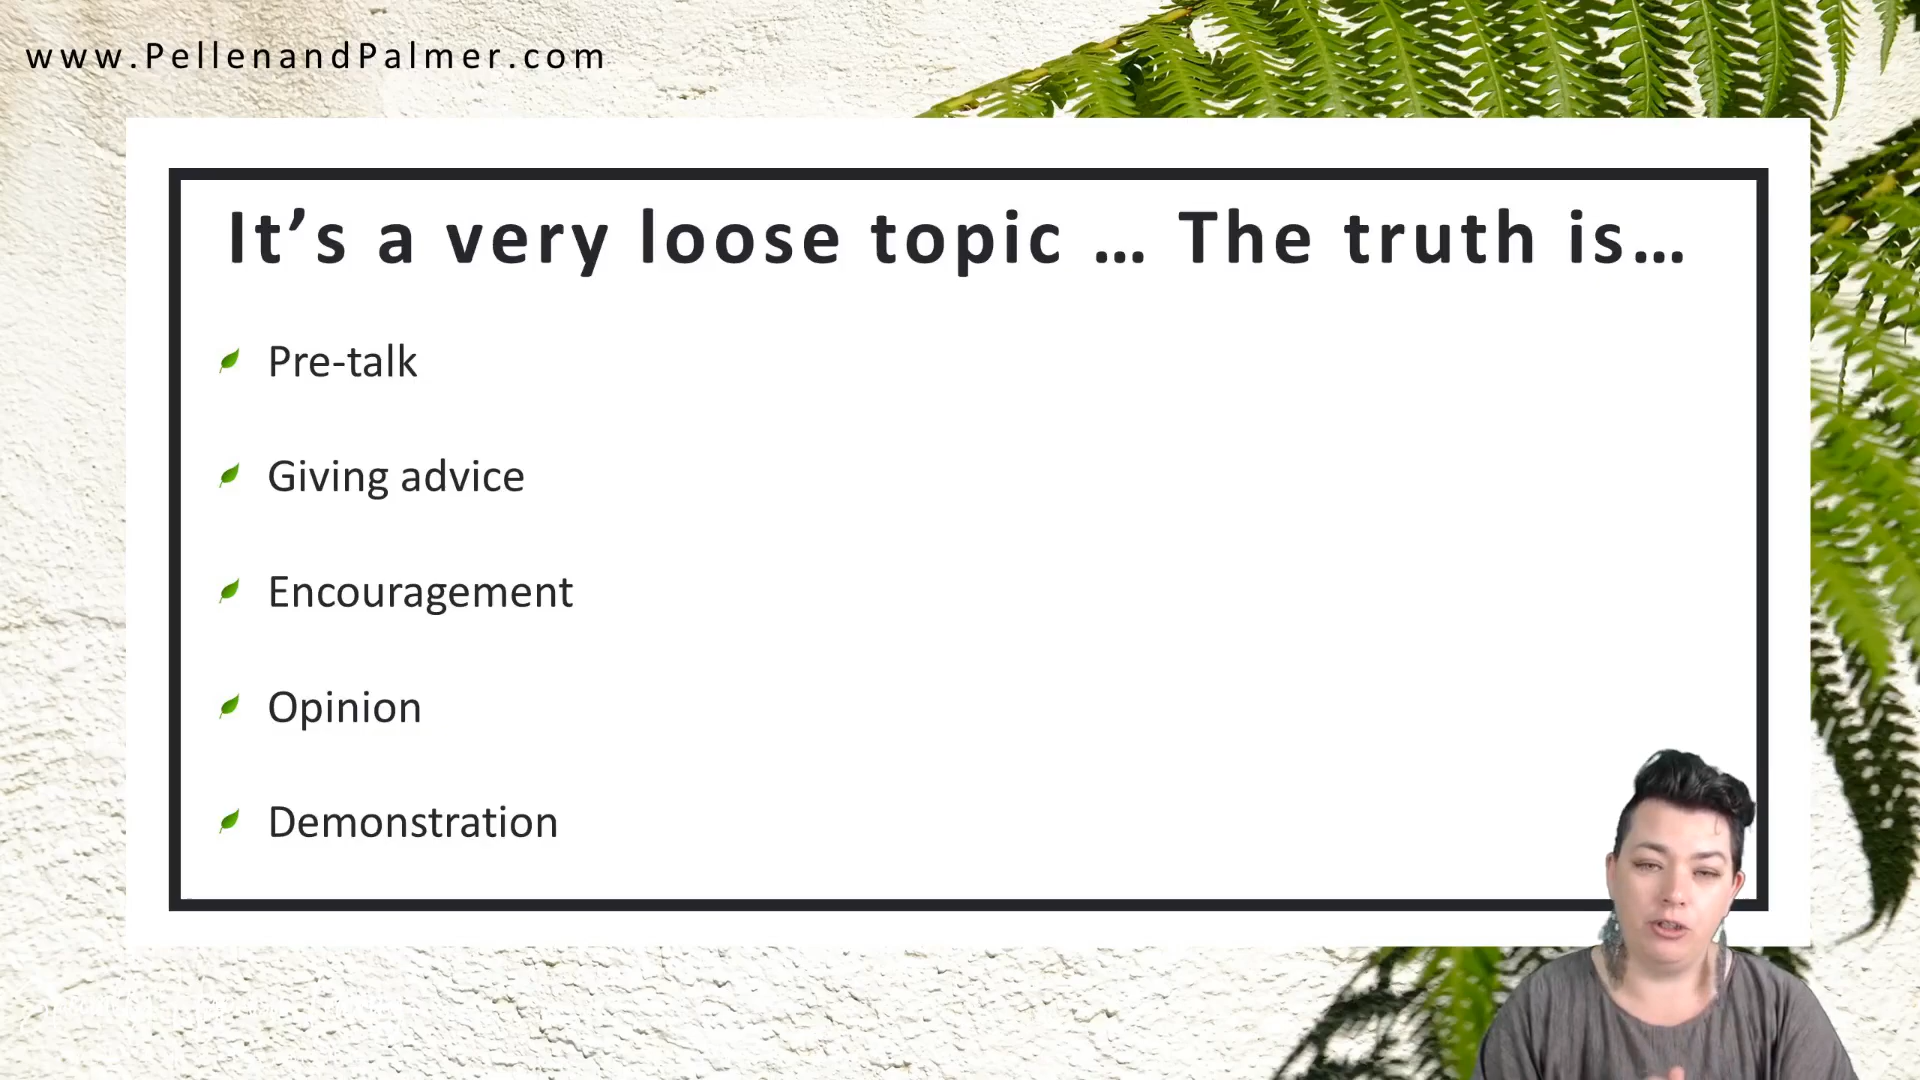 www.PellenandPalmer.com
It’s a very loose topic … The truth is…
Pre-talk
Giving advice
Encouragement
Opinion
Demonstration